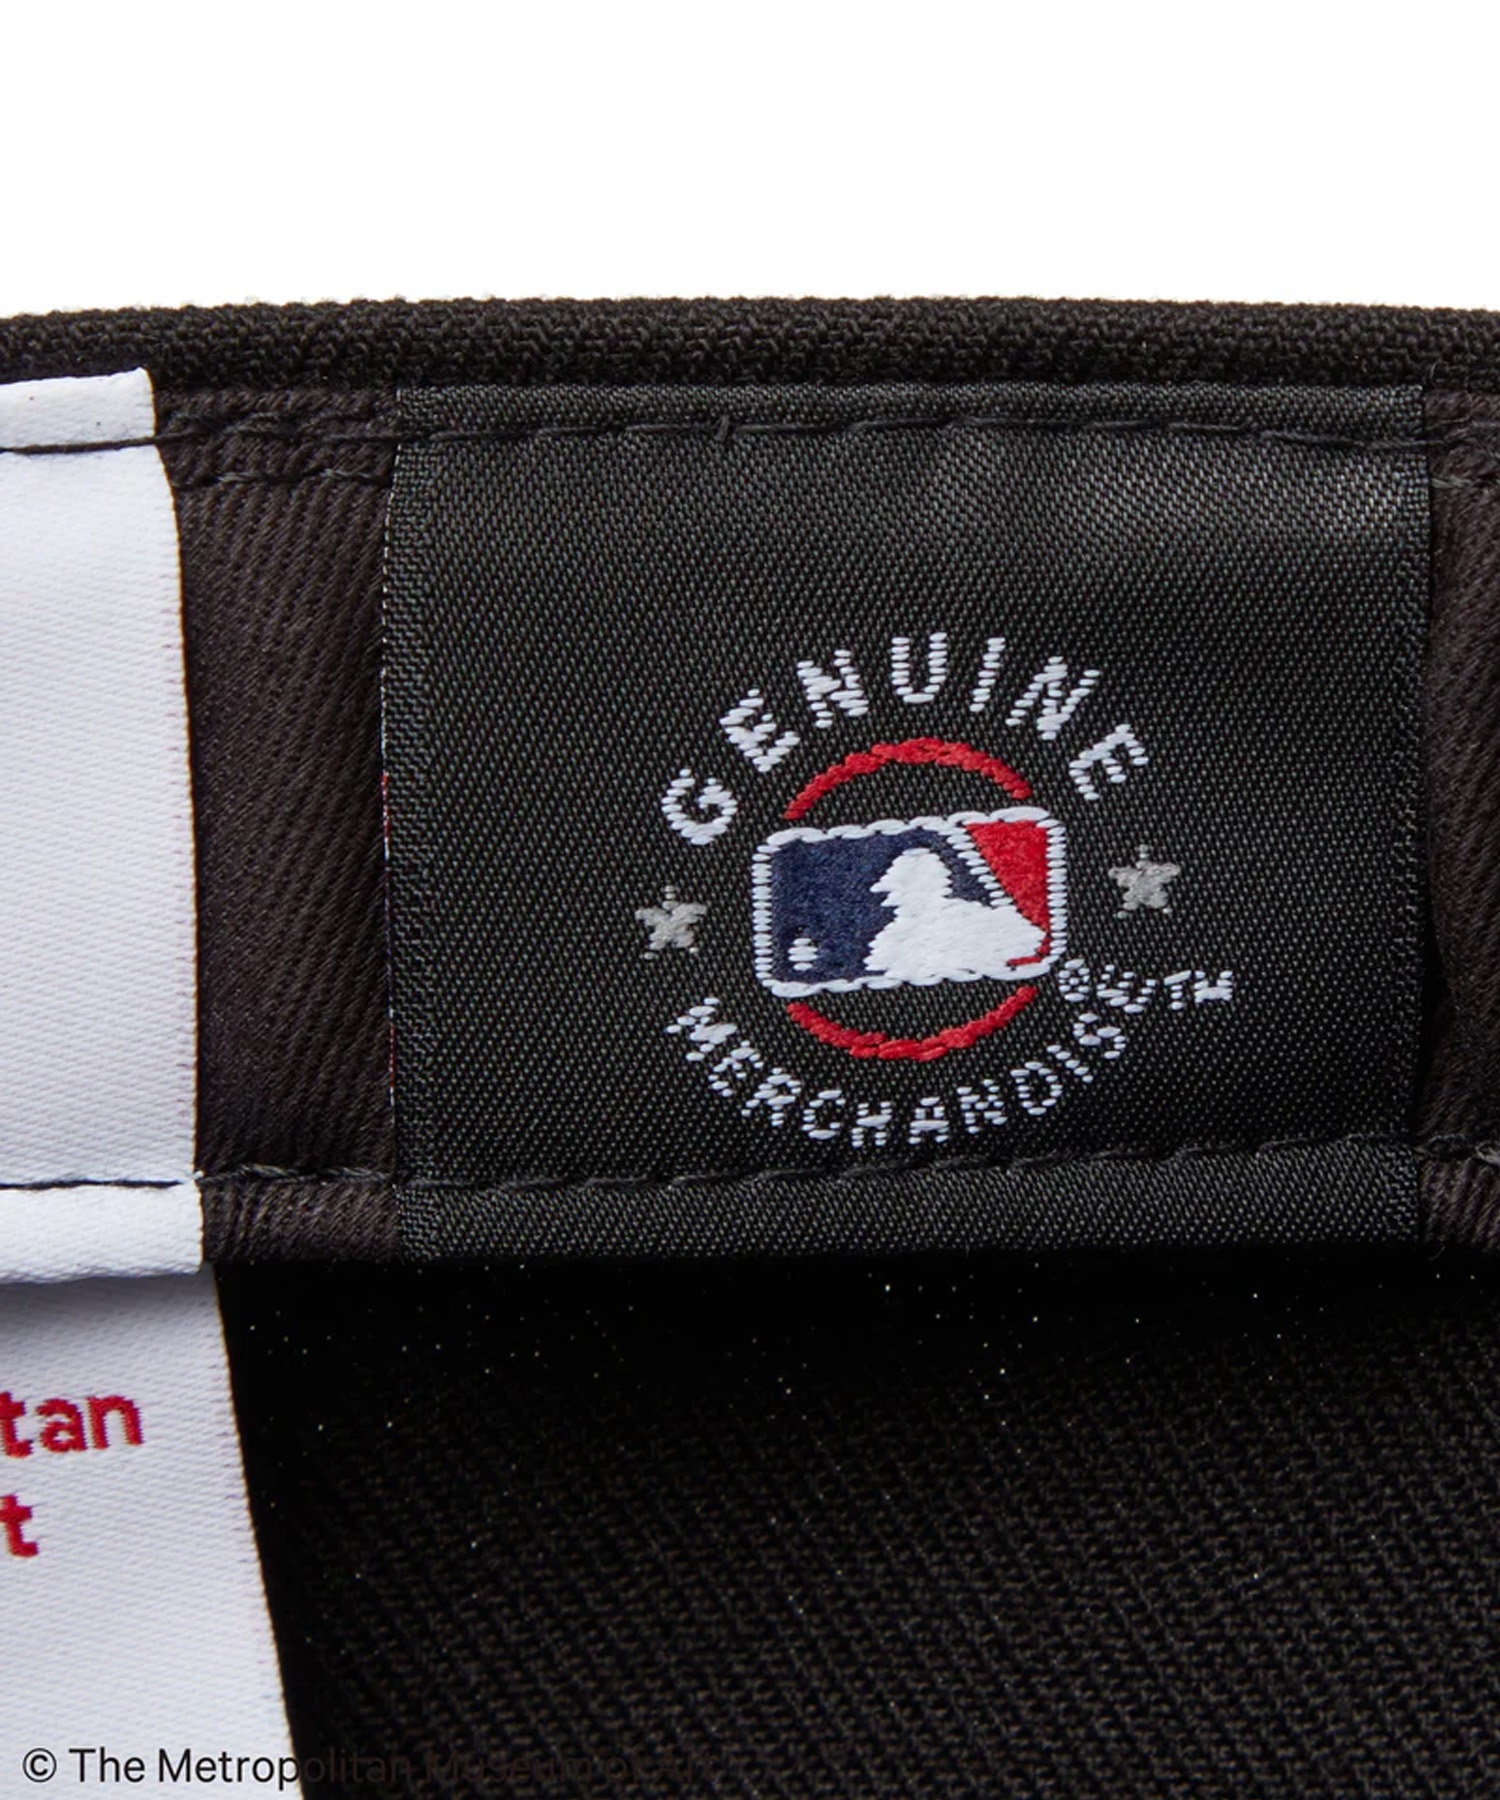 GENUINE
MERCHANDISE TM
tan
t
© The Metropolitan Museum of Art